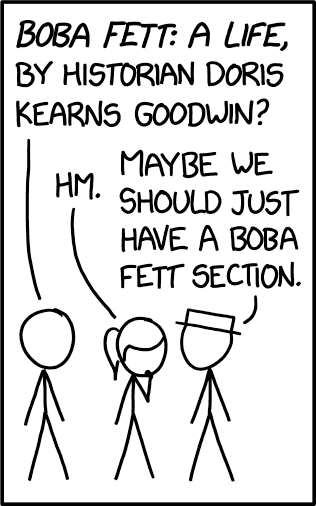 BOBA FETT: A LIFE,
BY HISTORIAN DORIS
KEARNS GOODWIN?
HM.
MAYBE WE
SHOULD JUST
HAVE A BOBA
FETT SECTION.